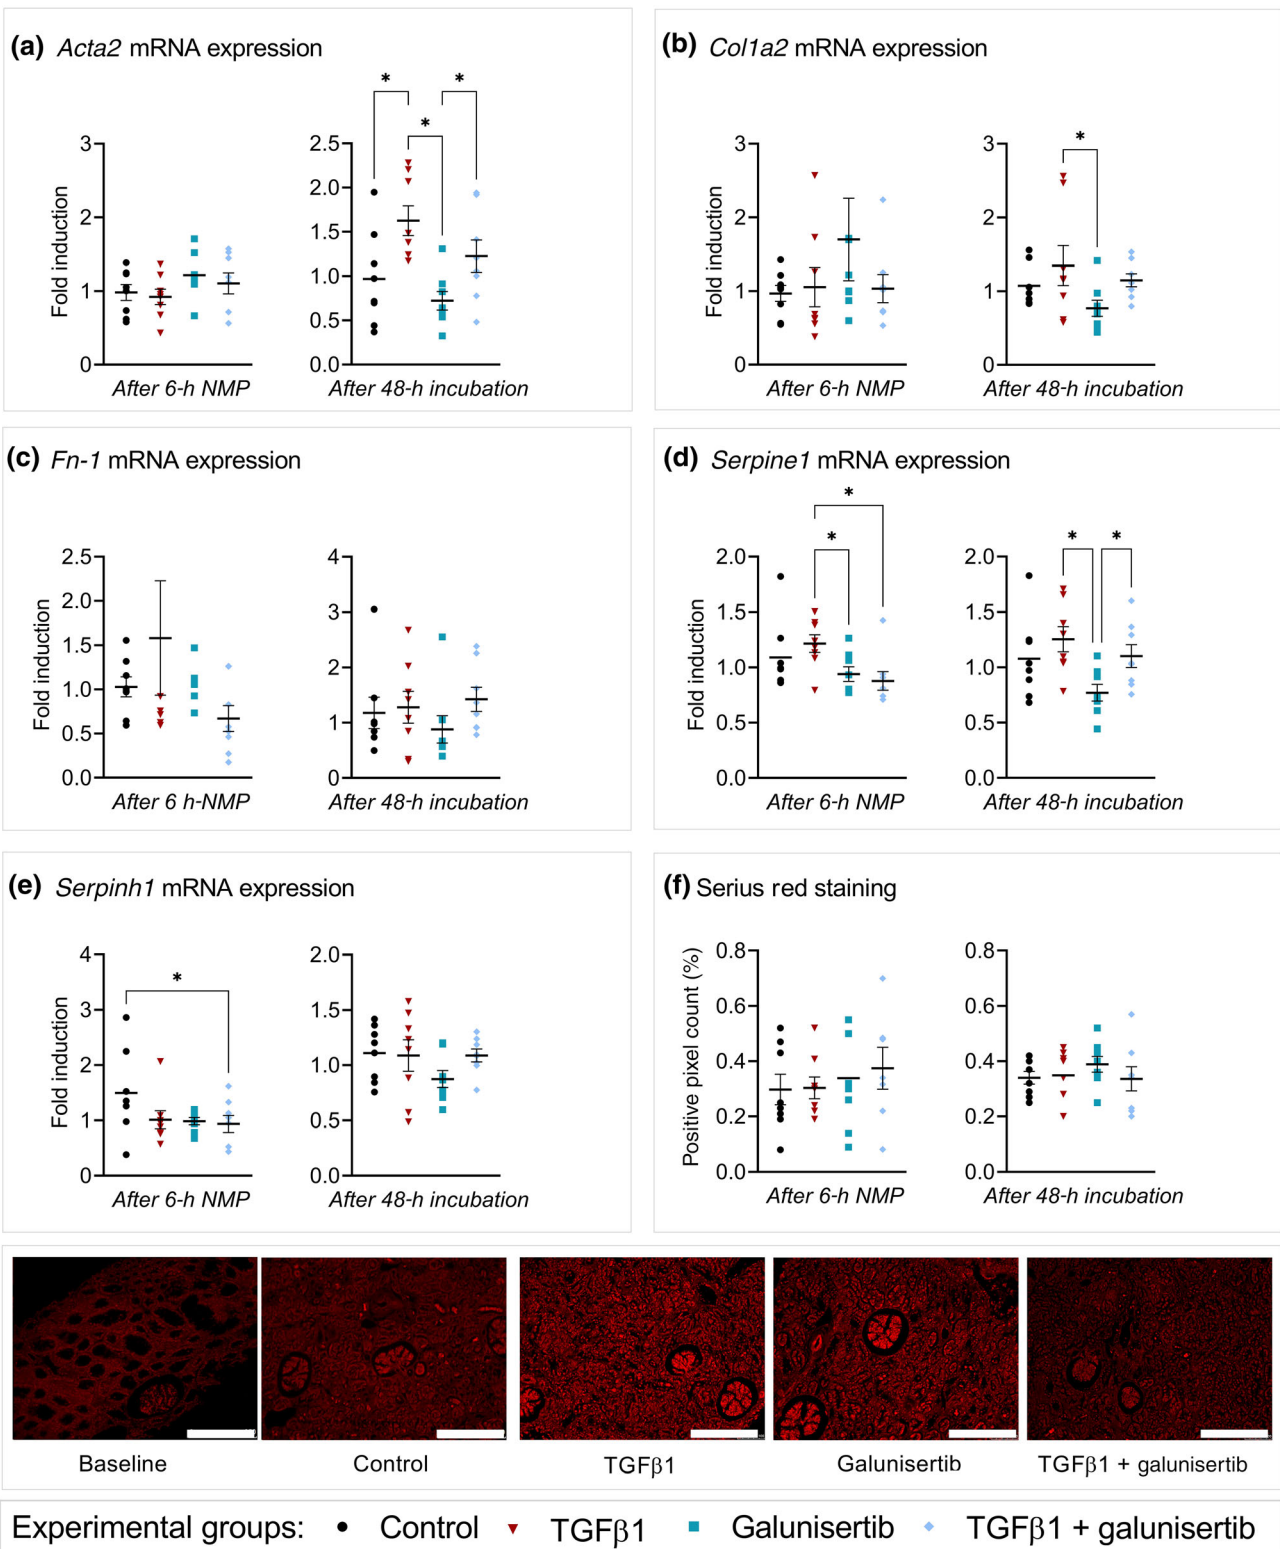 (a) Acta2 mRNA expression
*
*
*
Fold induction
3
2
1
0
After 6-h NMP
2.5
2.0
1.5
1.0
0.5
0.0
After 48-h incubation
(b) Col1a2 mRNA expression
*
Fold induction
3
2
1
0
After 6-h NMP
3
2
1
0
After 48-h incubation
(c) Fn-1 mRNA expression
Fold induction
2.5
2.0
1.5
1.0
0.5
0.0
After 6 h-NMP
4
3
2
1
0
After 48-h incubation
(d) Serpine1 mRNA expression
*
*
*
*
Fold induction
2.0
1.5
1.0
0.5
0.0
After 6-h NMP
2.0
1.5
1.0
0.5
0.0
After 48-h incubation
(e) Serpinh1 mRNA expression
*
Fold induction
4
3
2
1
0
After 6-h NMP
2.0
1.5
1.0
0.5
0.0
After 48-h incubation
(f) Serius red staining
Positive pixel count (%)
0.8
0.6
0.4
0.2
0.0
After 6-h NMP
0.8
0.6
0.4
0.2
0.0
After 48-h incubation
Baseline
Control
TGFβ1
Galunisertib
TGFβ1 + galunisertib
Experimental groups: Control TGFβ1 Galunisertib TGFβ1 + galunisertib